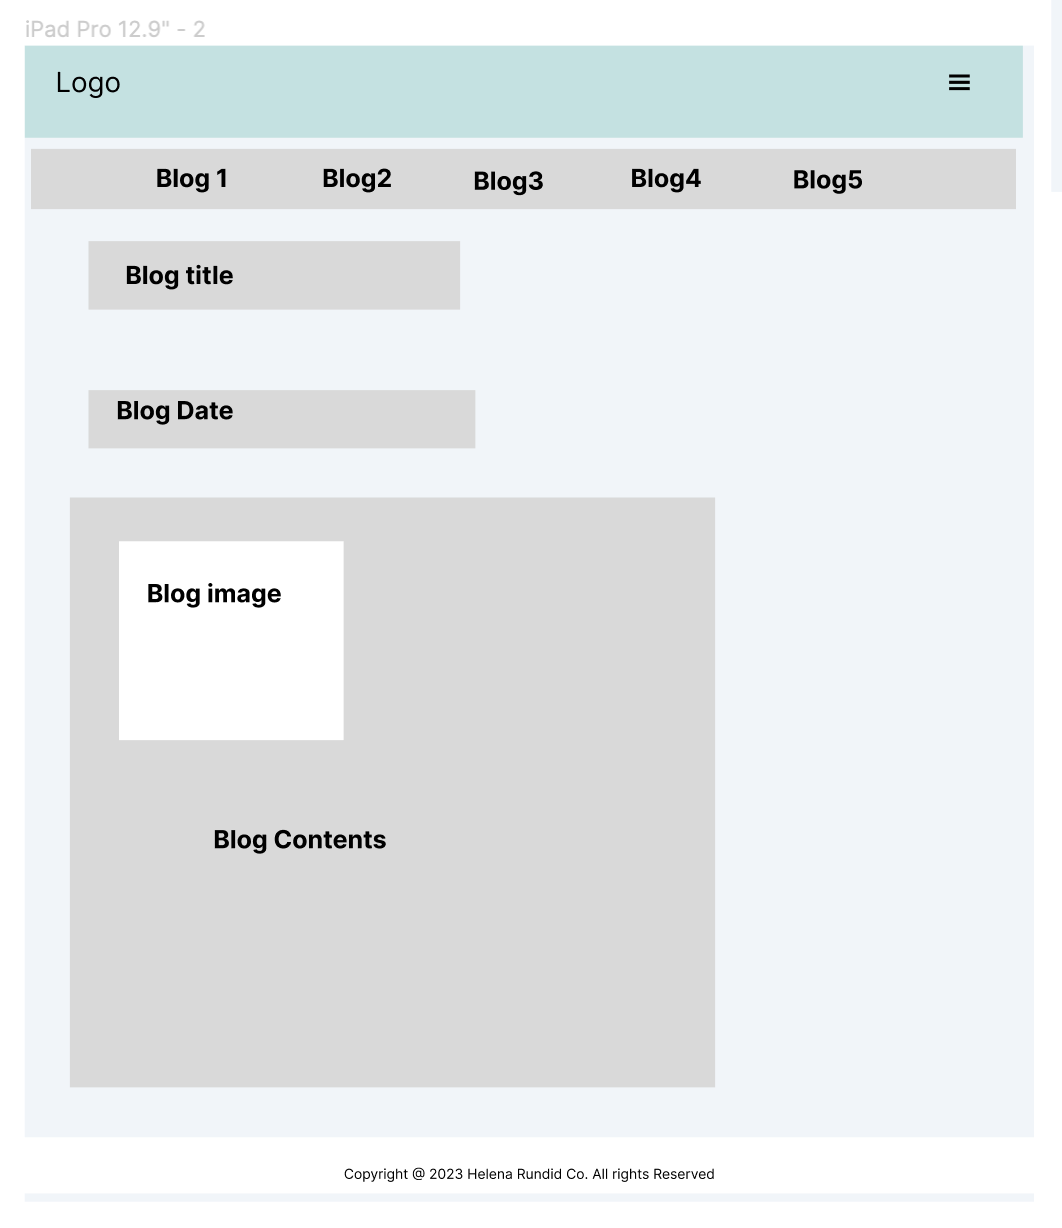 iPad Pro 12.9" - 2
Logo
Blog 1 Blog2 Blog3 Blog4 Blog5
Blog title
Blog Date
Blog image
Blog Contents
Copyright @ 2023 Helena Rundid Co. All rights Reserved